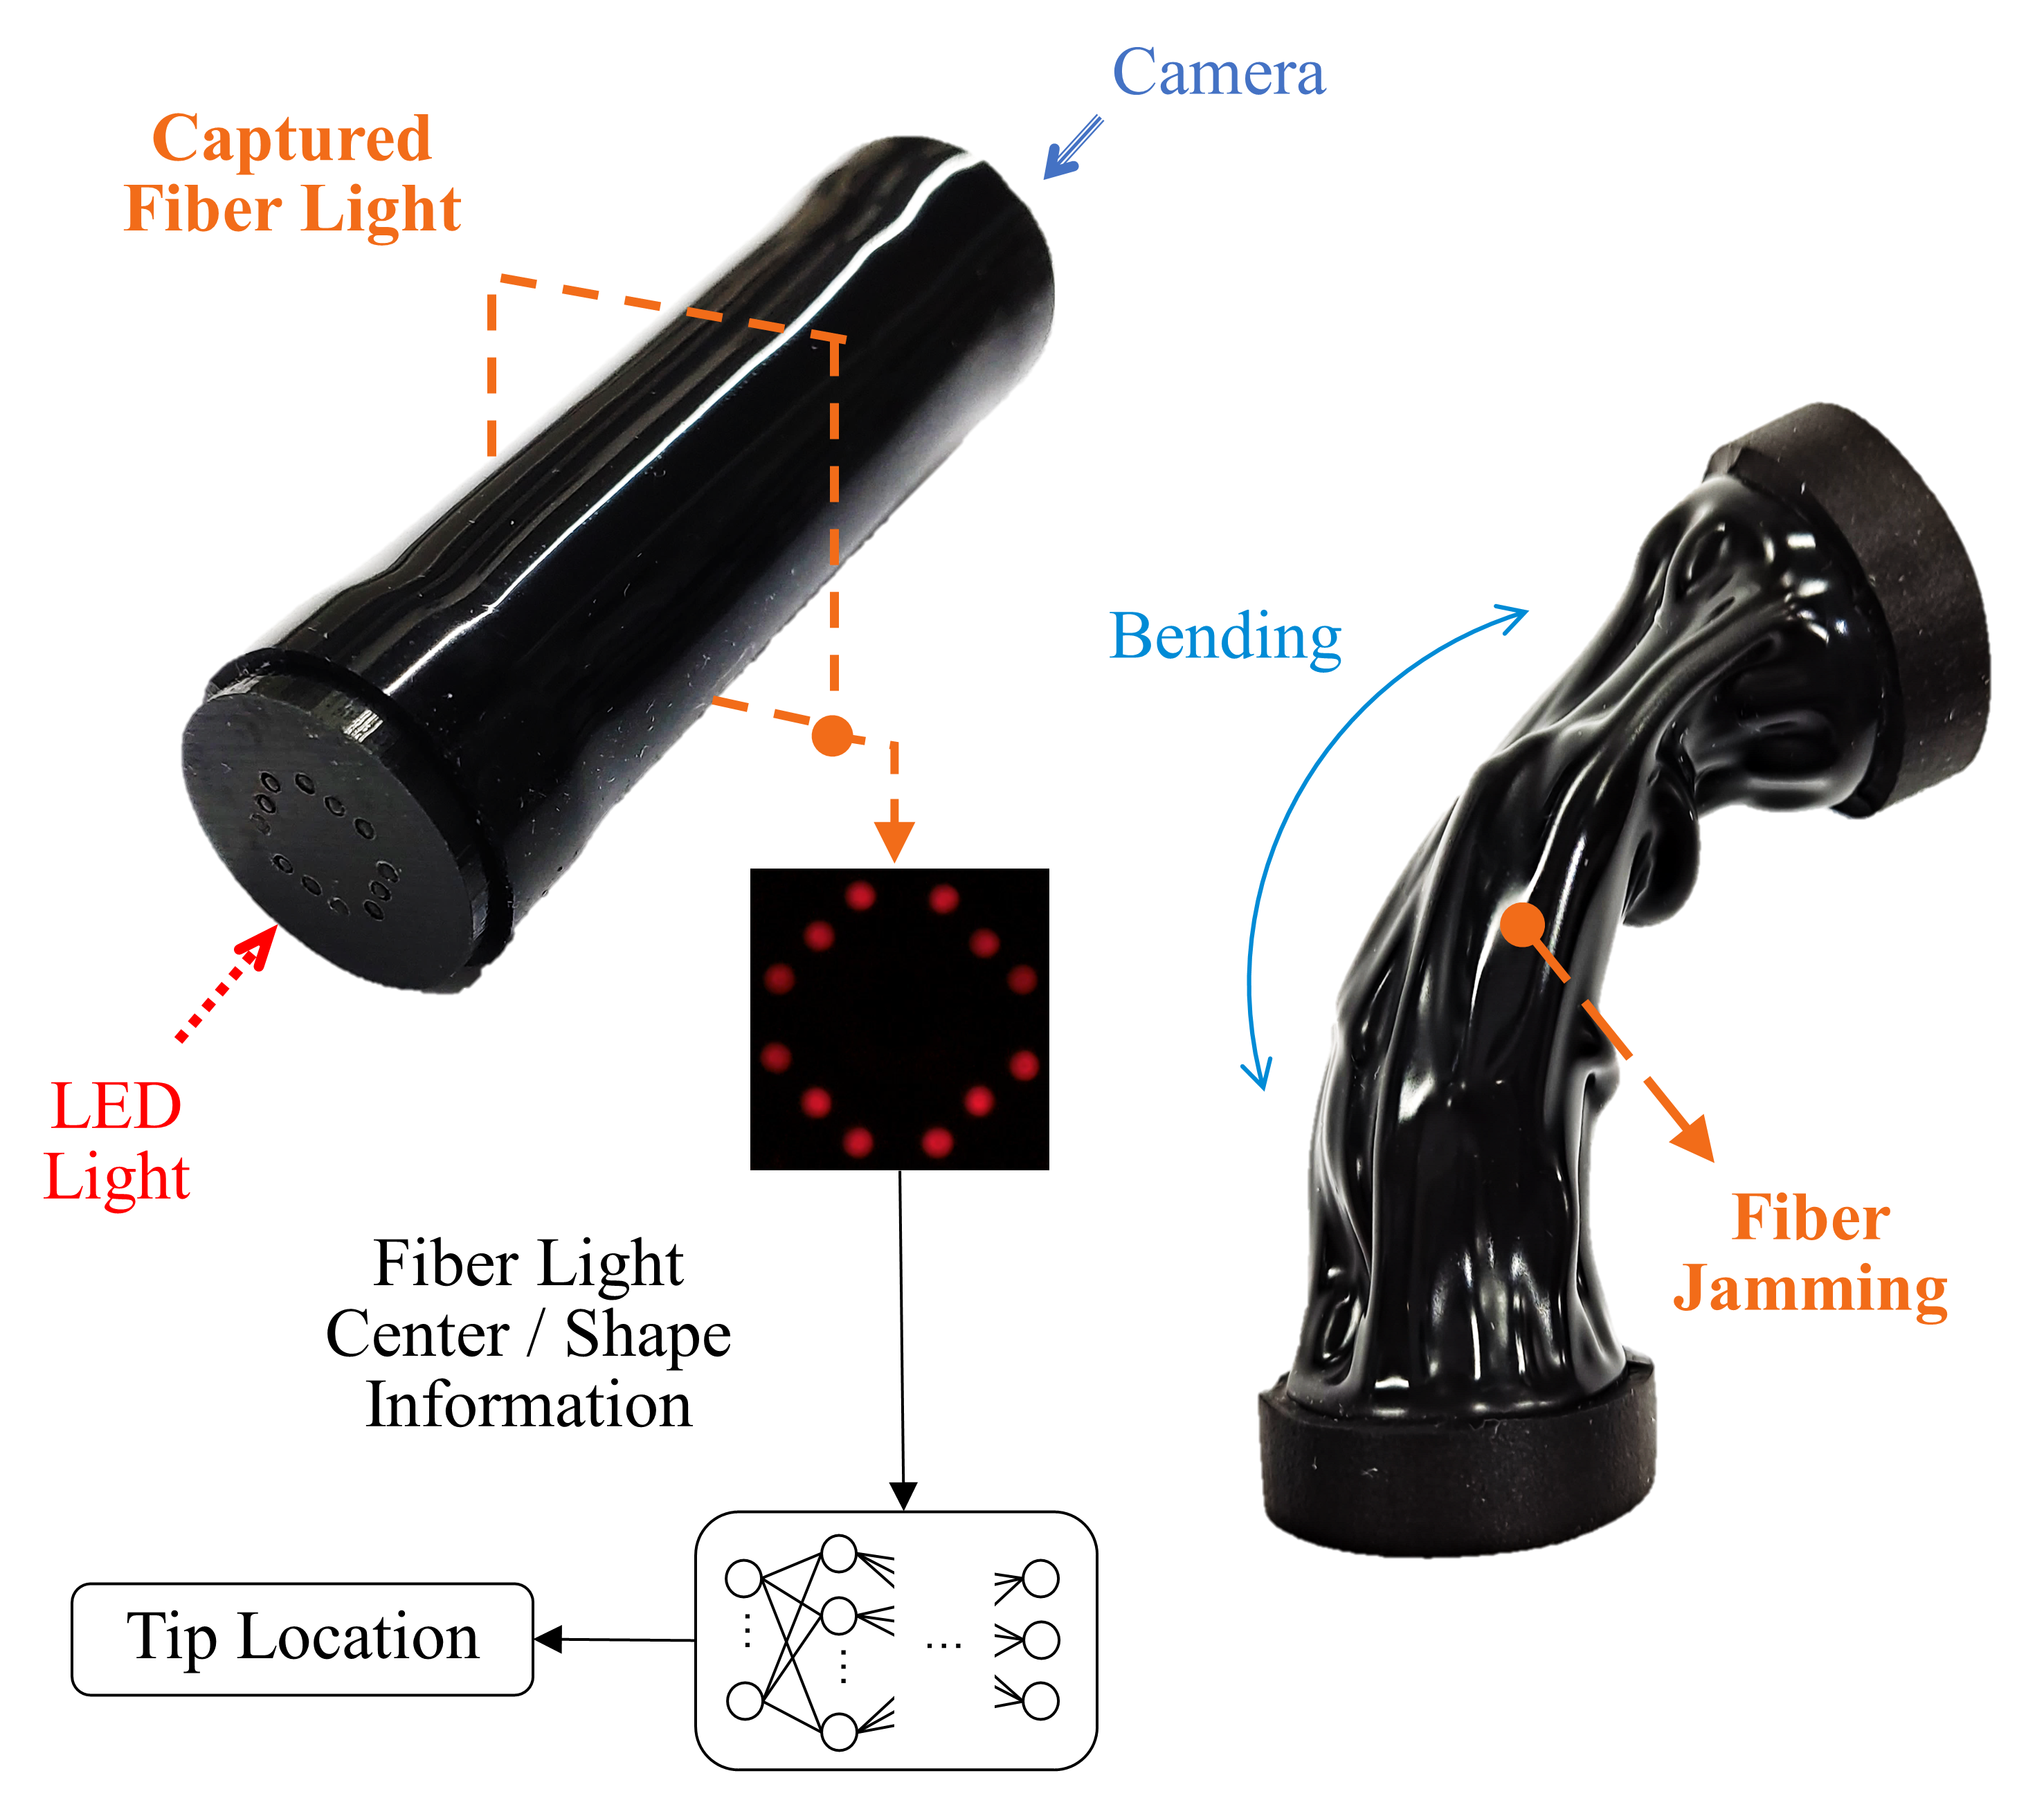 Camera
Captured
Fiber Light
Bending
LED
Light
Fiber
Jamming
Fiber Light
Center / Shape
Information
Tip Location